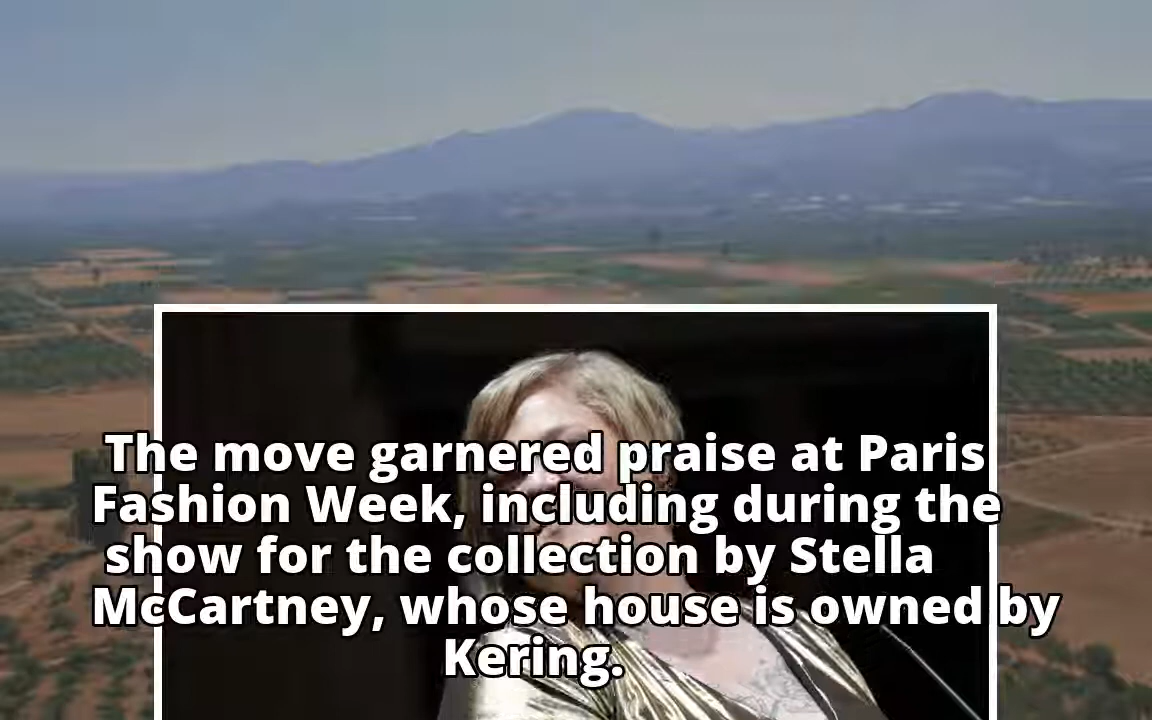 The move garnered praise at Paris
Fashion Week, including during the
show for the collection by Stella
McCartney, whose house is owned by
Kering.